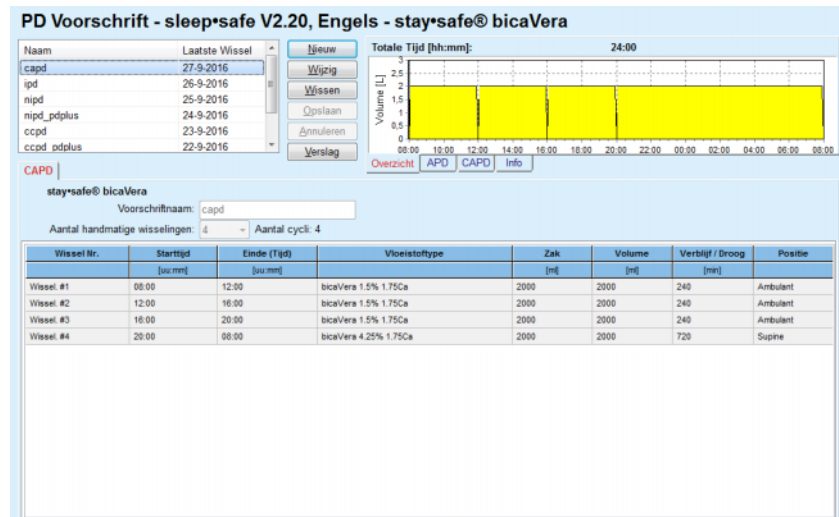 PD Voorschrift - sleep•safe V2.20, Engels - stay•safe® bicaVera
Naam Laatste Wissel
capd 27-9-2016
ipd 26-9-2016
nipd 25-9-2016
nipd_pdplus 24-9-2016
ccpd 23-9-2016
ccpd_pdplus 22-9-2016
Nieuw
Wijzig
Wissen
Opslaan
Annuleren
Verslag
Totale Tijd [hh:mm]: 24:00
Volume [L]
3
2,5
2
1,5
1
0,5
0
08:00 10:00 12:00 14:00 16:00 18:00 20:00 22:00 00:00 02:00 04:00 06:00 08:00
Overzicht APD CAPD Info
CAPD
stay•safe® bicaVera
Voorschriftnaam: capd
Aantal handmatige wisselingen: 4 Aantal cycli: 4
Wissel Nr. Starttijd Einde (Tijd) Vloeistoftype Zak Volume Verblijf / Droog Positie
[uu:mm] [uu:mm] [ml] [ml] [min]
Wissel. #1 08:00 12:00 bicaVera 1.5% 1.75Ca 2000 2000 240 Ambulant
Wissel. #2 12:00 16:00 bicaVera 1.5% 1.75Ca 2000 2000 240 Ambulant
Wissel. #3 16:00 20:00 bicaVera 1.5% 1.75Ca 2000 2000 240 Ambulant
Wissel. #4 20:00 08:00 bicaVera 4.25% 1.75Ca 2000 2000 720 Supine